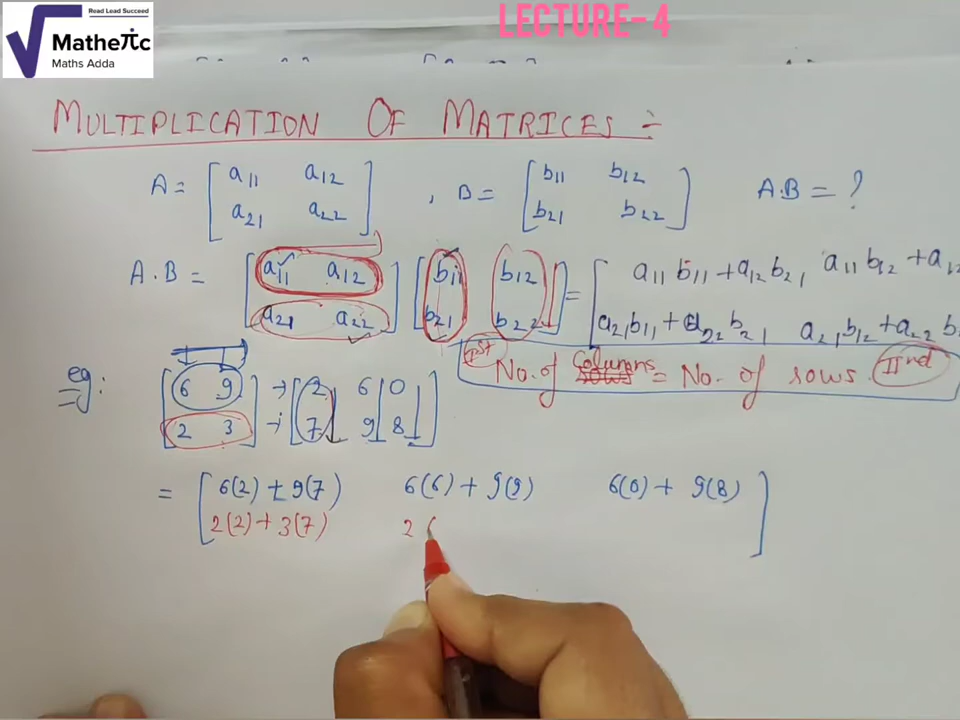 LECTURE-4
Read Lead Succeed
Matheπc
Maths Adda
MULTIPLICATION OF MATRICES :-
A = [ a11 a12 , B = [ b11 b12 A.B = ?
a21 a22 ] b21 b22 ]
A.B = [ a11 a12 ] [ b11 b12 ] = [ a11 b11 + a12 b21 a11 b12 + a12
a21 a22 b21 b22 a21 b11 + a22 b21 a21 b12 + a22 b
Ist No. of rows Columns = No. of rows IInd
eg: [ 6 9 ] → [ 2 6 0 ]
2 3 → 7 9 8
= [ 6(2) + 9(7) 6(6) + 9(9) 6(0) + 9(8) ]
2(2) + 3(7) 2 (